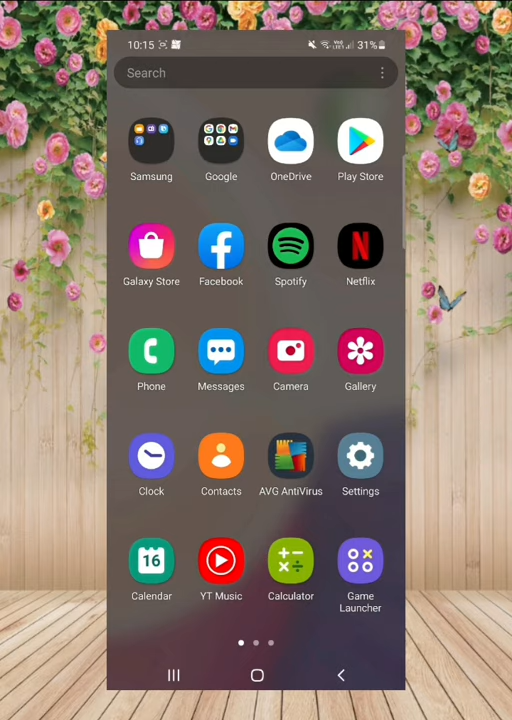 10:15
31%
Search
Samsung
Google
OneDrive
Play Store
Galaxy Store
Facebook
Spotify
Netflix
Phone
Messages
Camera
Gallery
Clock
Contacts
AVG AntiVirus
Settings
16
Calendar
YT Music
Calculator
Game
Launcher